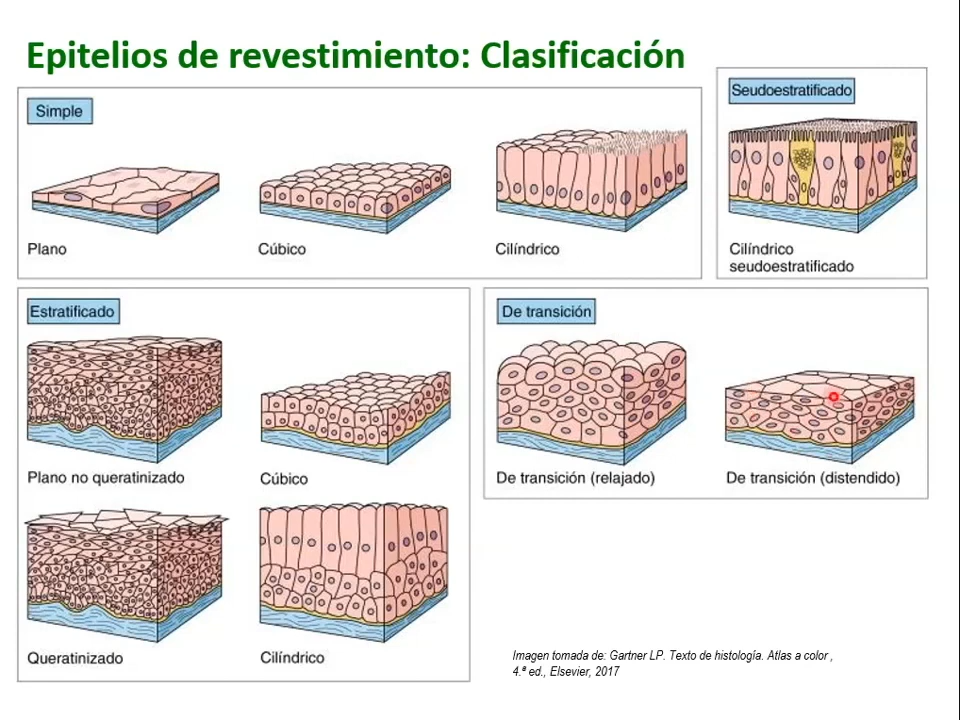 Epitelios de revestimiento: Clasificación
Simple
Plano
Cúbico
Cilíndrico
Seudoestratificado
Cilíndrico
seudoestratificado
Estratificado
Plano no queratinizado
Cúbico
Queratinizado
Cilíndrico
De transición
De transición (relajado)
De transición (distendido)
Imagen tomada de: Gartner LP. Texto de histología. Atlas a color ,
4.ª ed., Elsevier, 2017